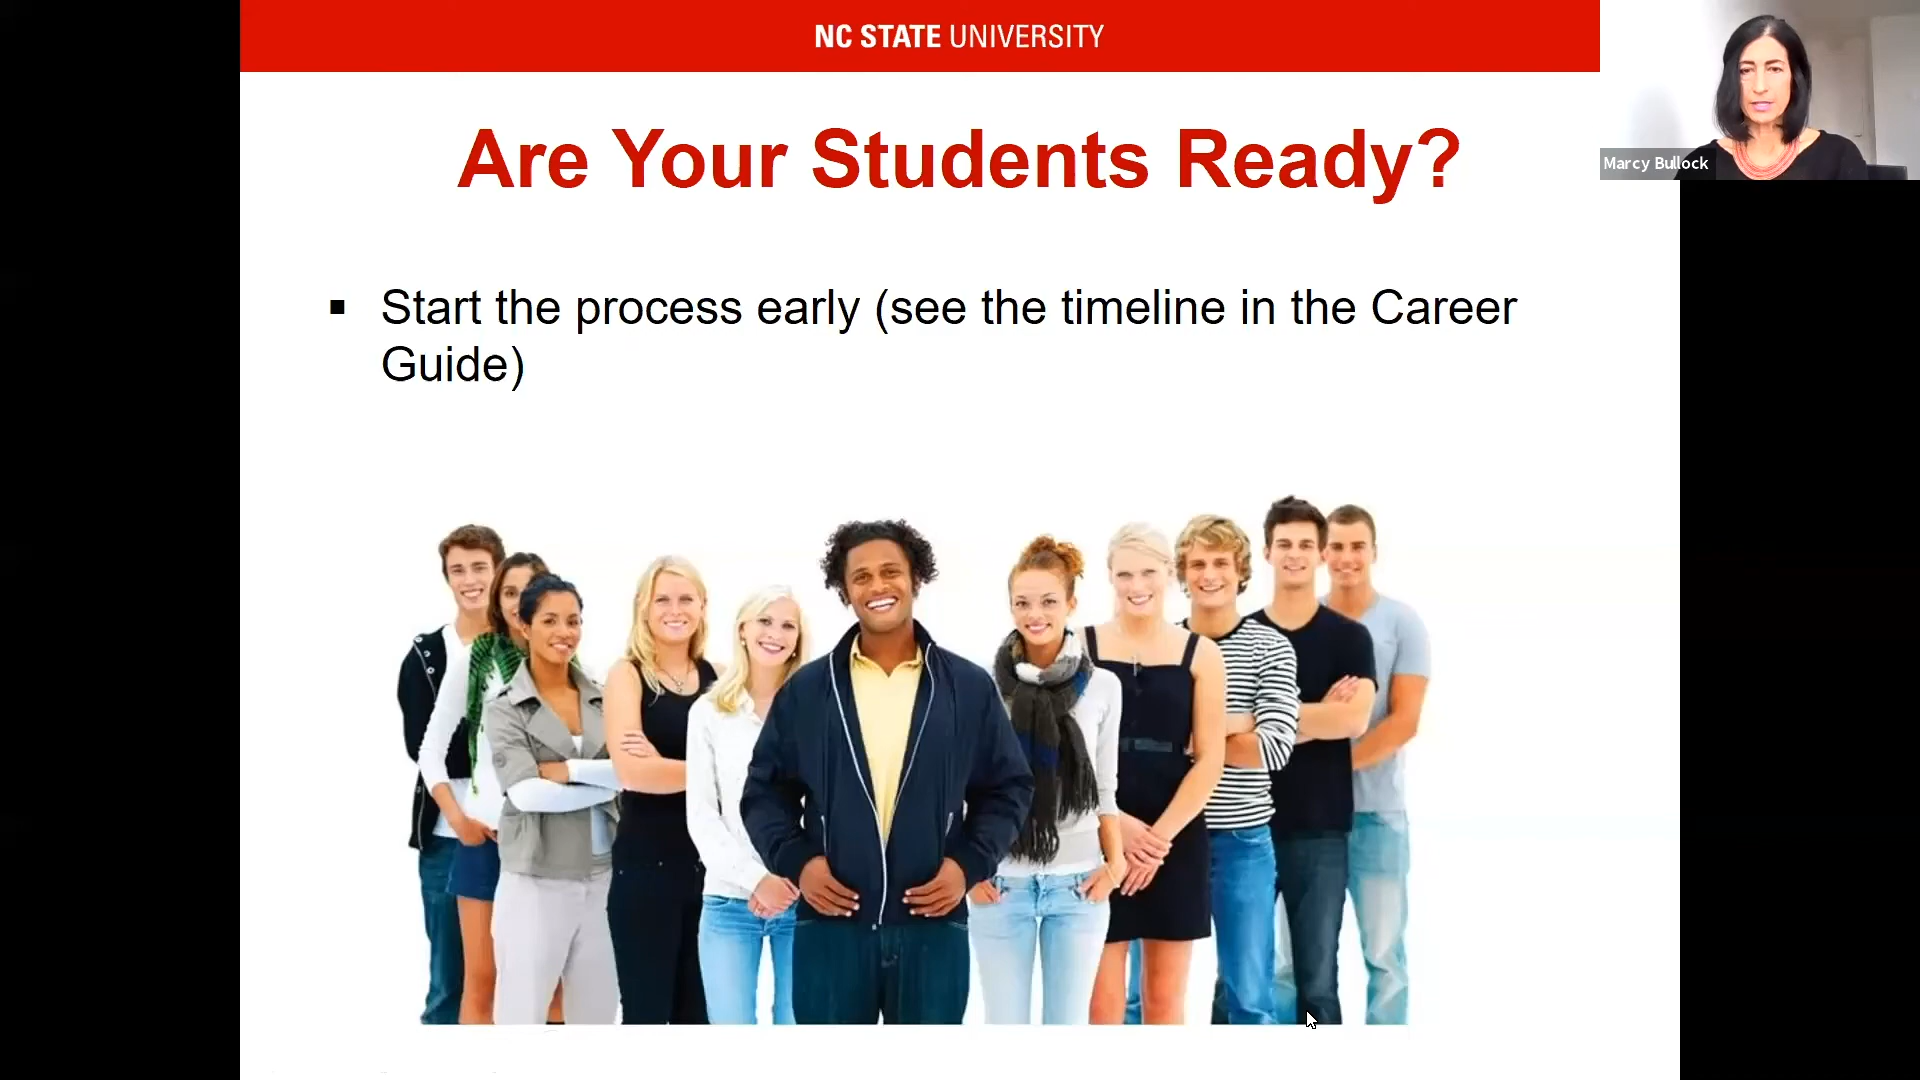 NC STATE UNIVERSITY
Marcy Bullock
Are Your Students Ready?
▪ Start the process early (see the timeline in the Career
Guide)